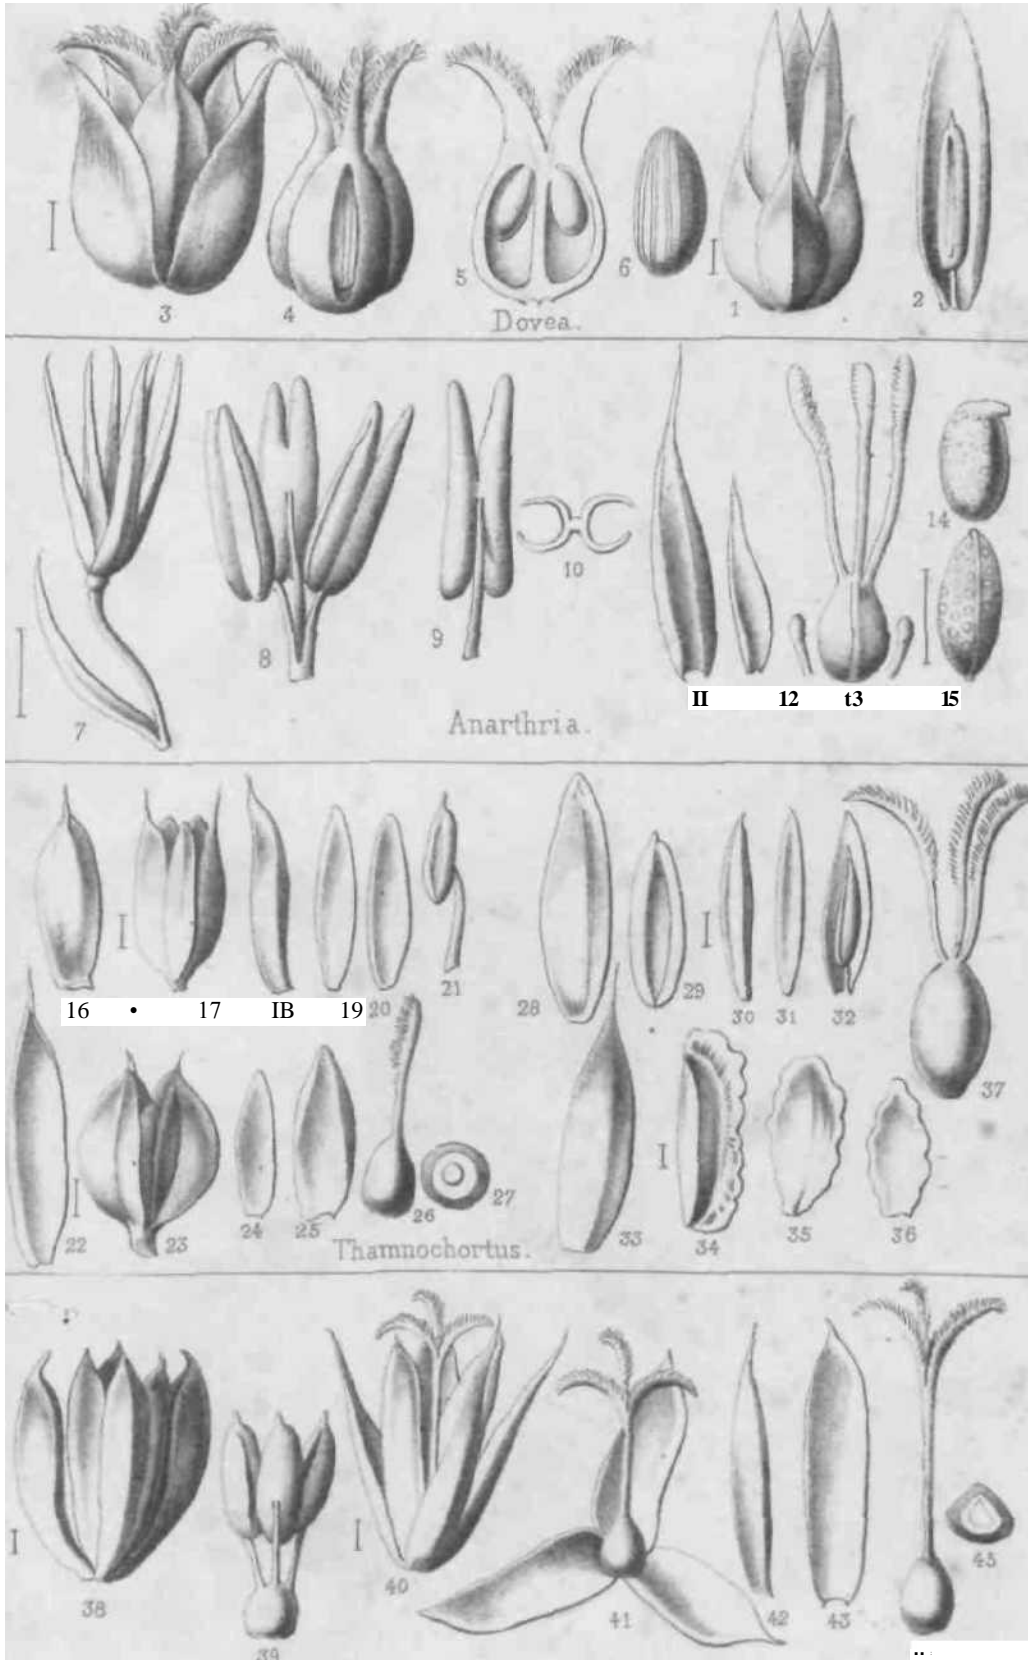 3 4 5 6 1 2
Dovea.
7 8 9 10 14
II 12 t3 15
Anarthria.
16 • 17 IB 19 20 21 28 29 30 31 32
37
22 23 24 25 26 27 33 34 35 36
Thamnochortus.
38 39 40 41 42 43 45